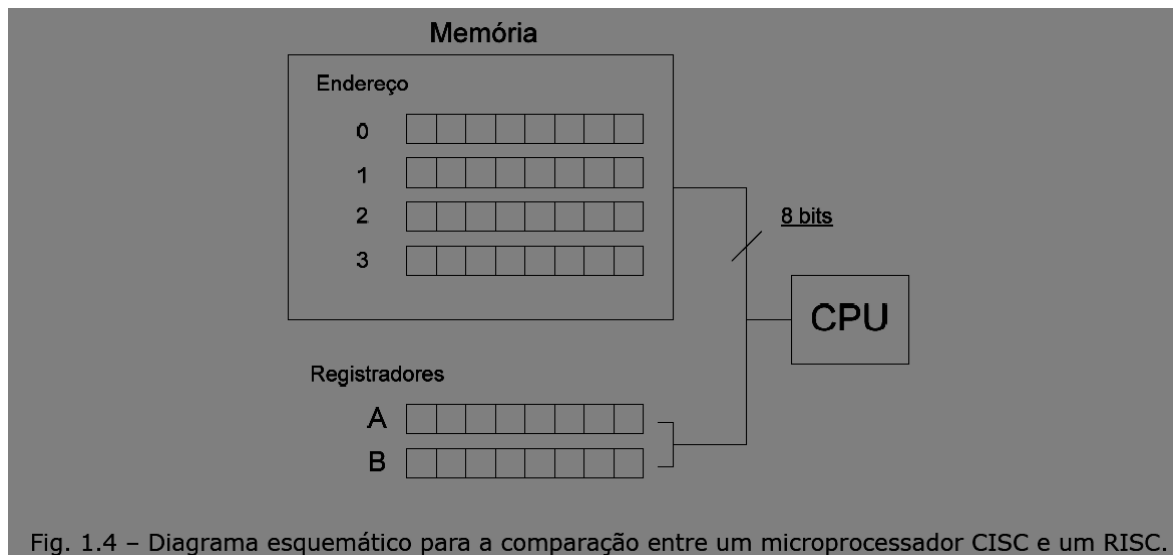 Memória
Endereço
0
1
2
3
8 bits
CPU
Registradores
A
B
Fig. 1.4 – Diagrama esquemático para a comparação entre um microprocessador CISC e um RISC.